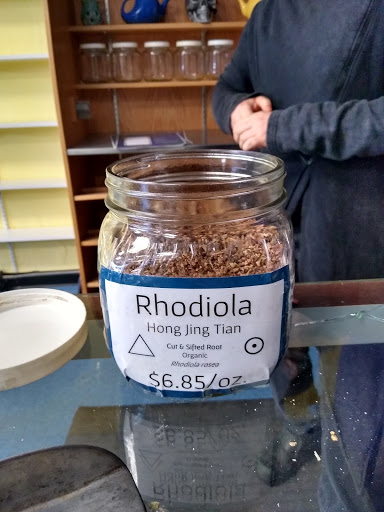 Rhodiola
Hong Jing Tian
Cut & Sifted Root
Organic
Rhodiola rosea
$6.85/oz.